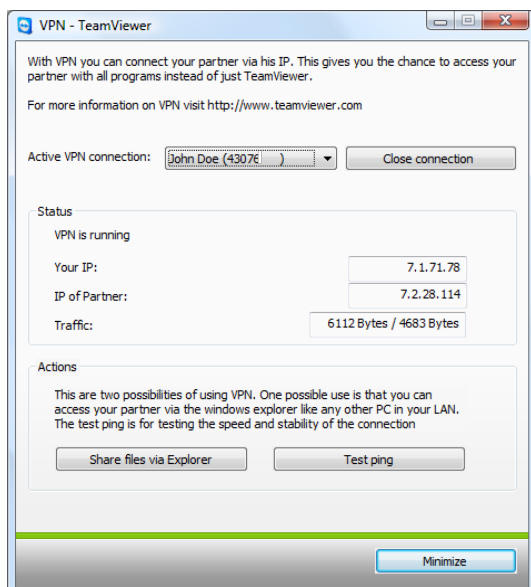 VPN - TeamViewer
With VPN you can connect your partner via his IP. This gives you the chance to access your
partner with all programs instead of just TeamViewer.
For more information on VPN visit http://www.teamviewer.com
Active VPN connection: John Doe (43076 ) Close connection
Status
VPN is running
Your IP: 7.1.71.78
IP of Partner: 7.2.28.114
Traffic: 6112 Bytes / 4683 Bytes
Actions
This are two possibilities of using VPN. One possible use is that you can
access your partner via the windows explorer like any other PC in your LAN.
The test ping is for testing the speed and stability of the connection
Share files via Explorer Test ping
Minimize